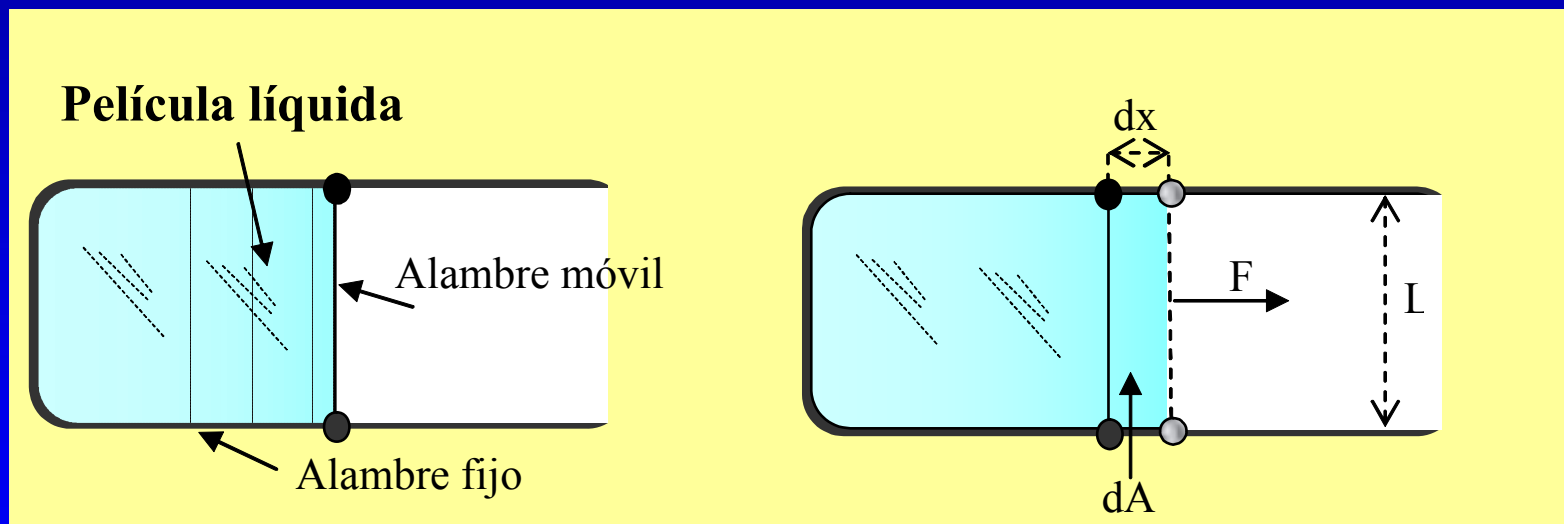 Película líquida
Alambre móvil
Alambre fijo
dx
F
L
dA